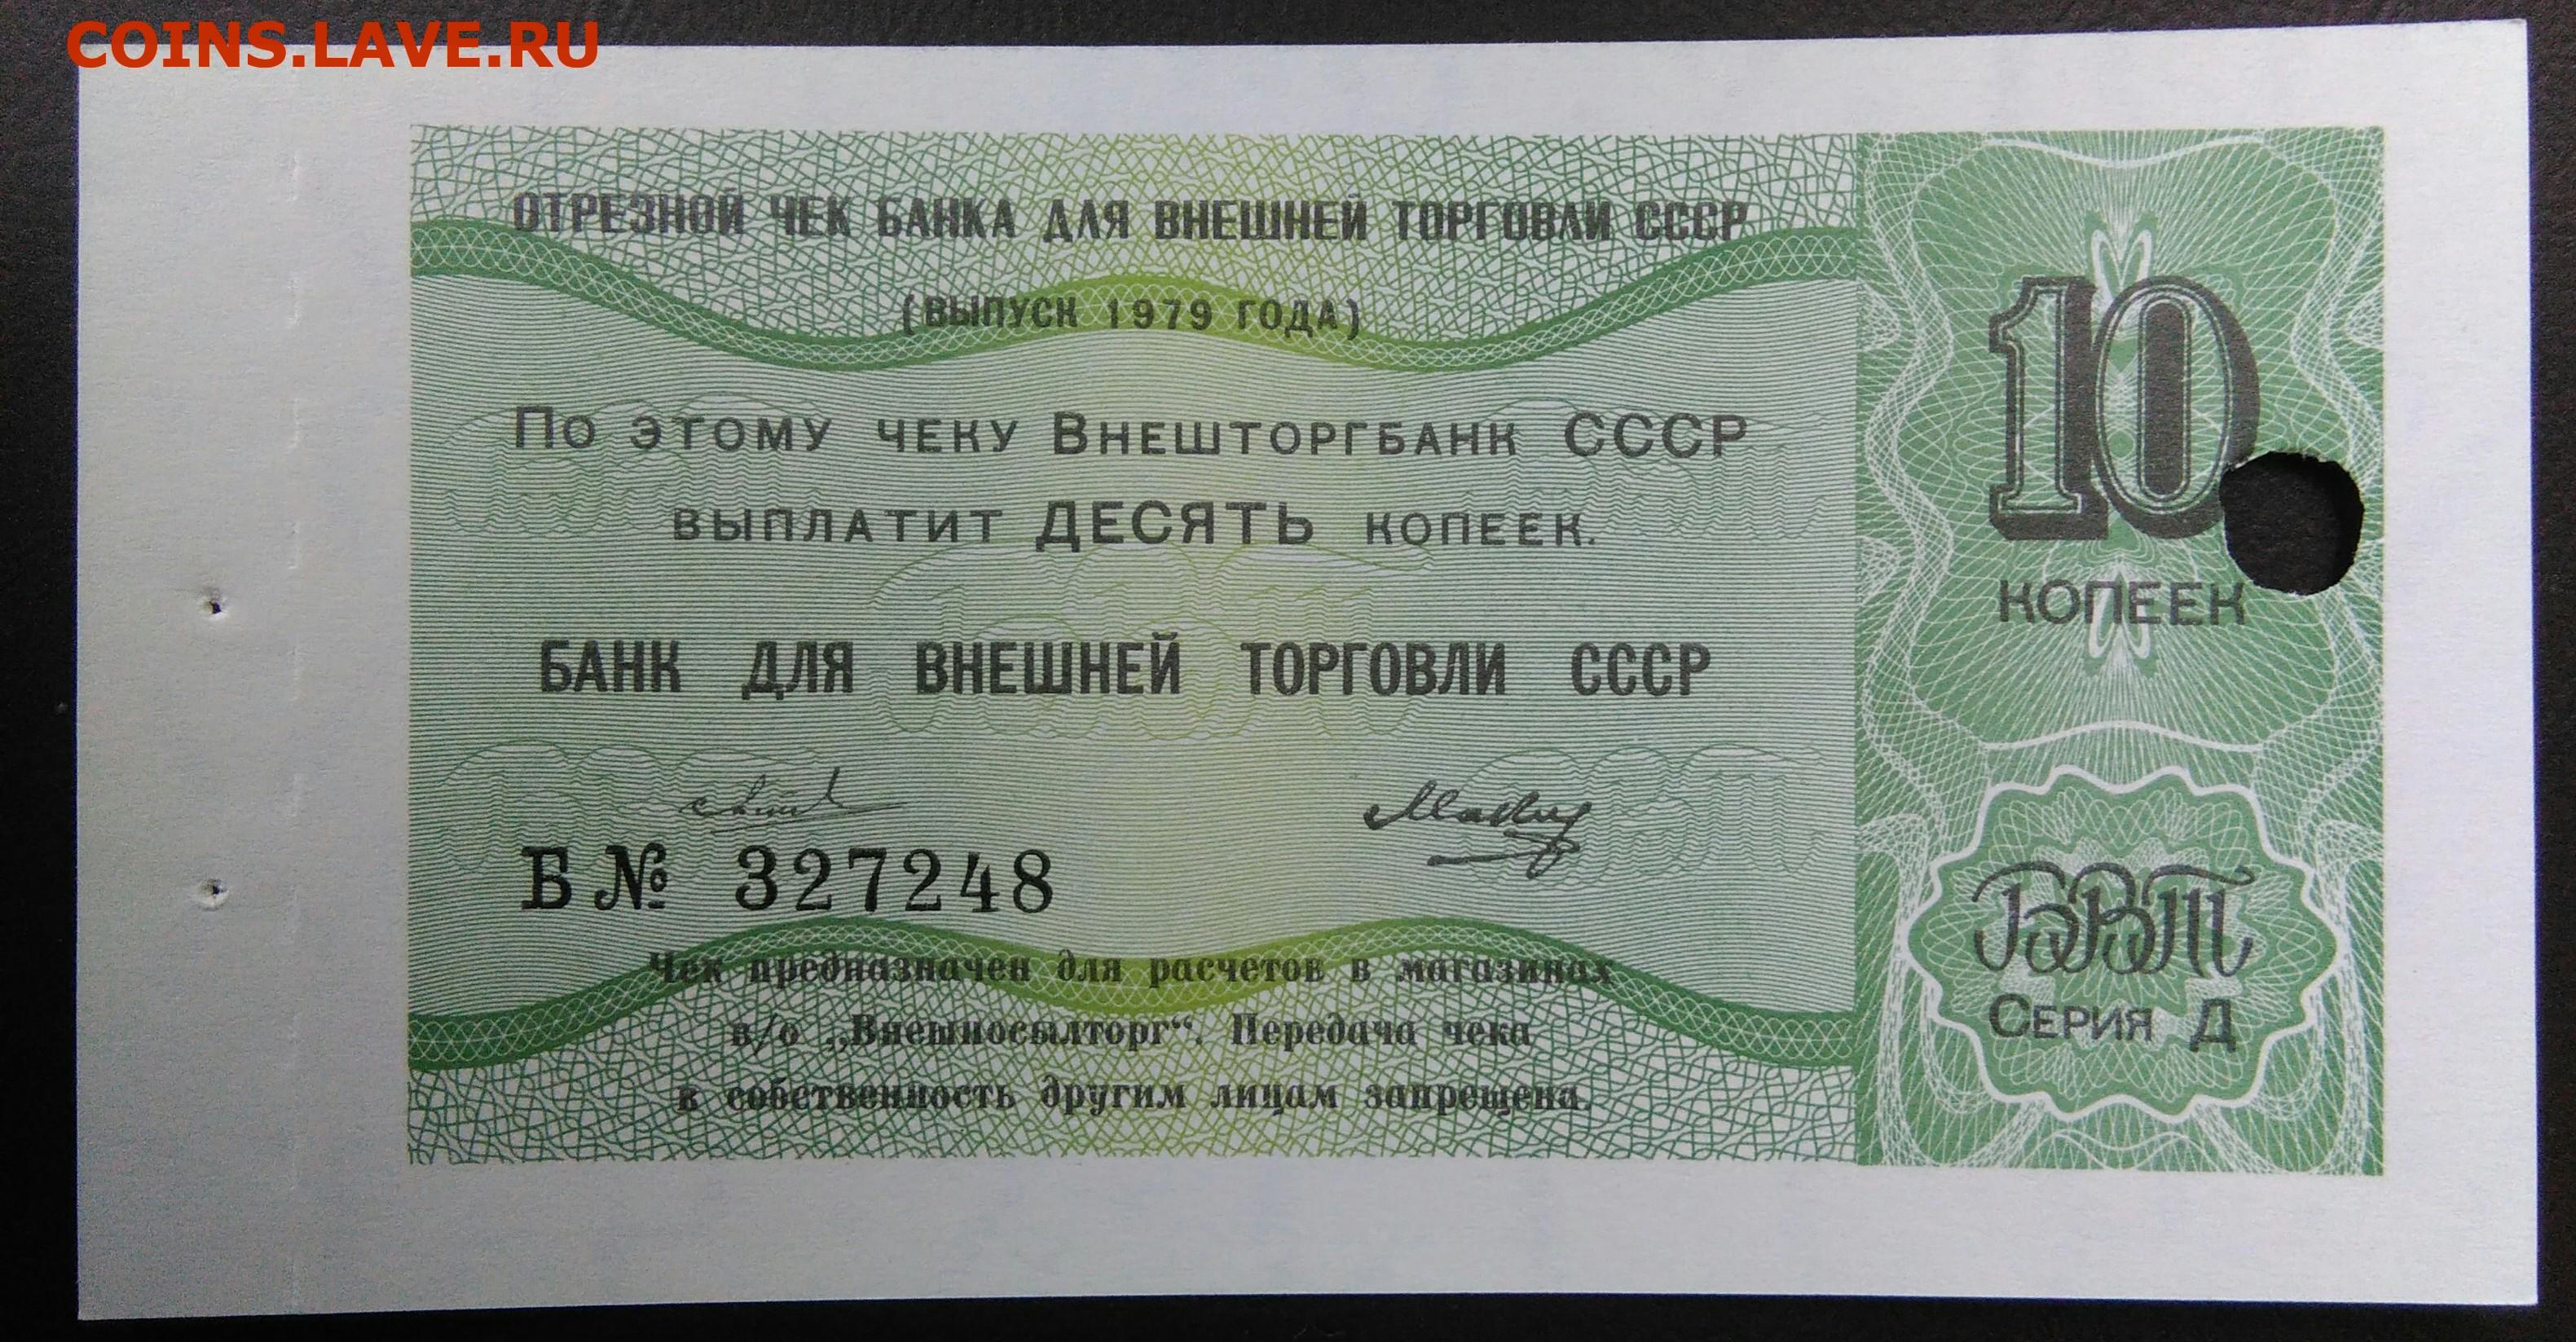 COINS.LAVE.RU
ОТРЕЗНОЙ ЧЕК БАНКА ДЛЯ ВНЕШНЕЙ ТОРГОВЛИ СССР
(ВЫПУСК 1979 ГОДА)
По этому чеку Внешторгбанк СССР
выплатит ДЕСЯТЬ копеек.
БАНК ДЛЯ ВНЕШНЕЙ ТОРГОВЛИ СССР
Б № 327248
Чек предназначен для расчетов в магазинах
в/о „Внешпосылторг“. Передача чека
в собственность другим лицам запрещена.
10
КОПЕЕК
БВТ
Серия Д